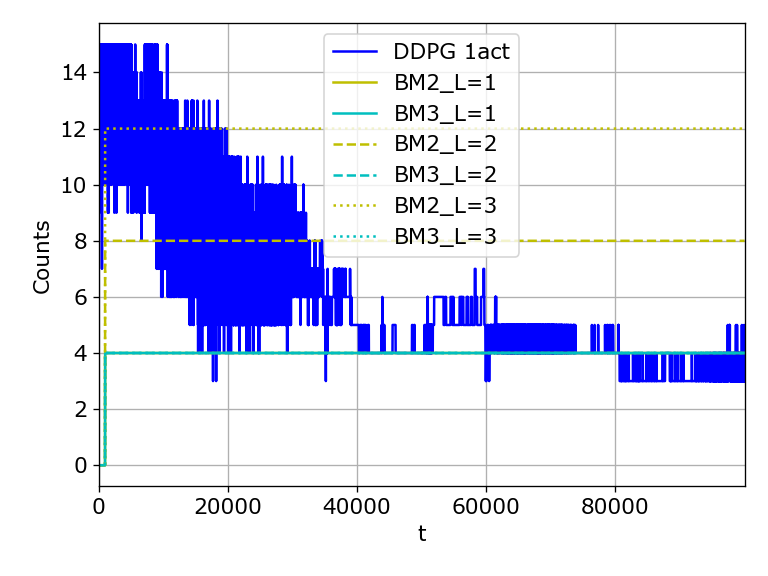 DDPG 1act
BM2_L=1
BM3_L=1
BM2_L=2
BM3_L=2
BM2_L=3
BM3_L=3
14
12
10
8
6
4
2
0
Counts
0 20000 40000 60000 80000
t